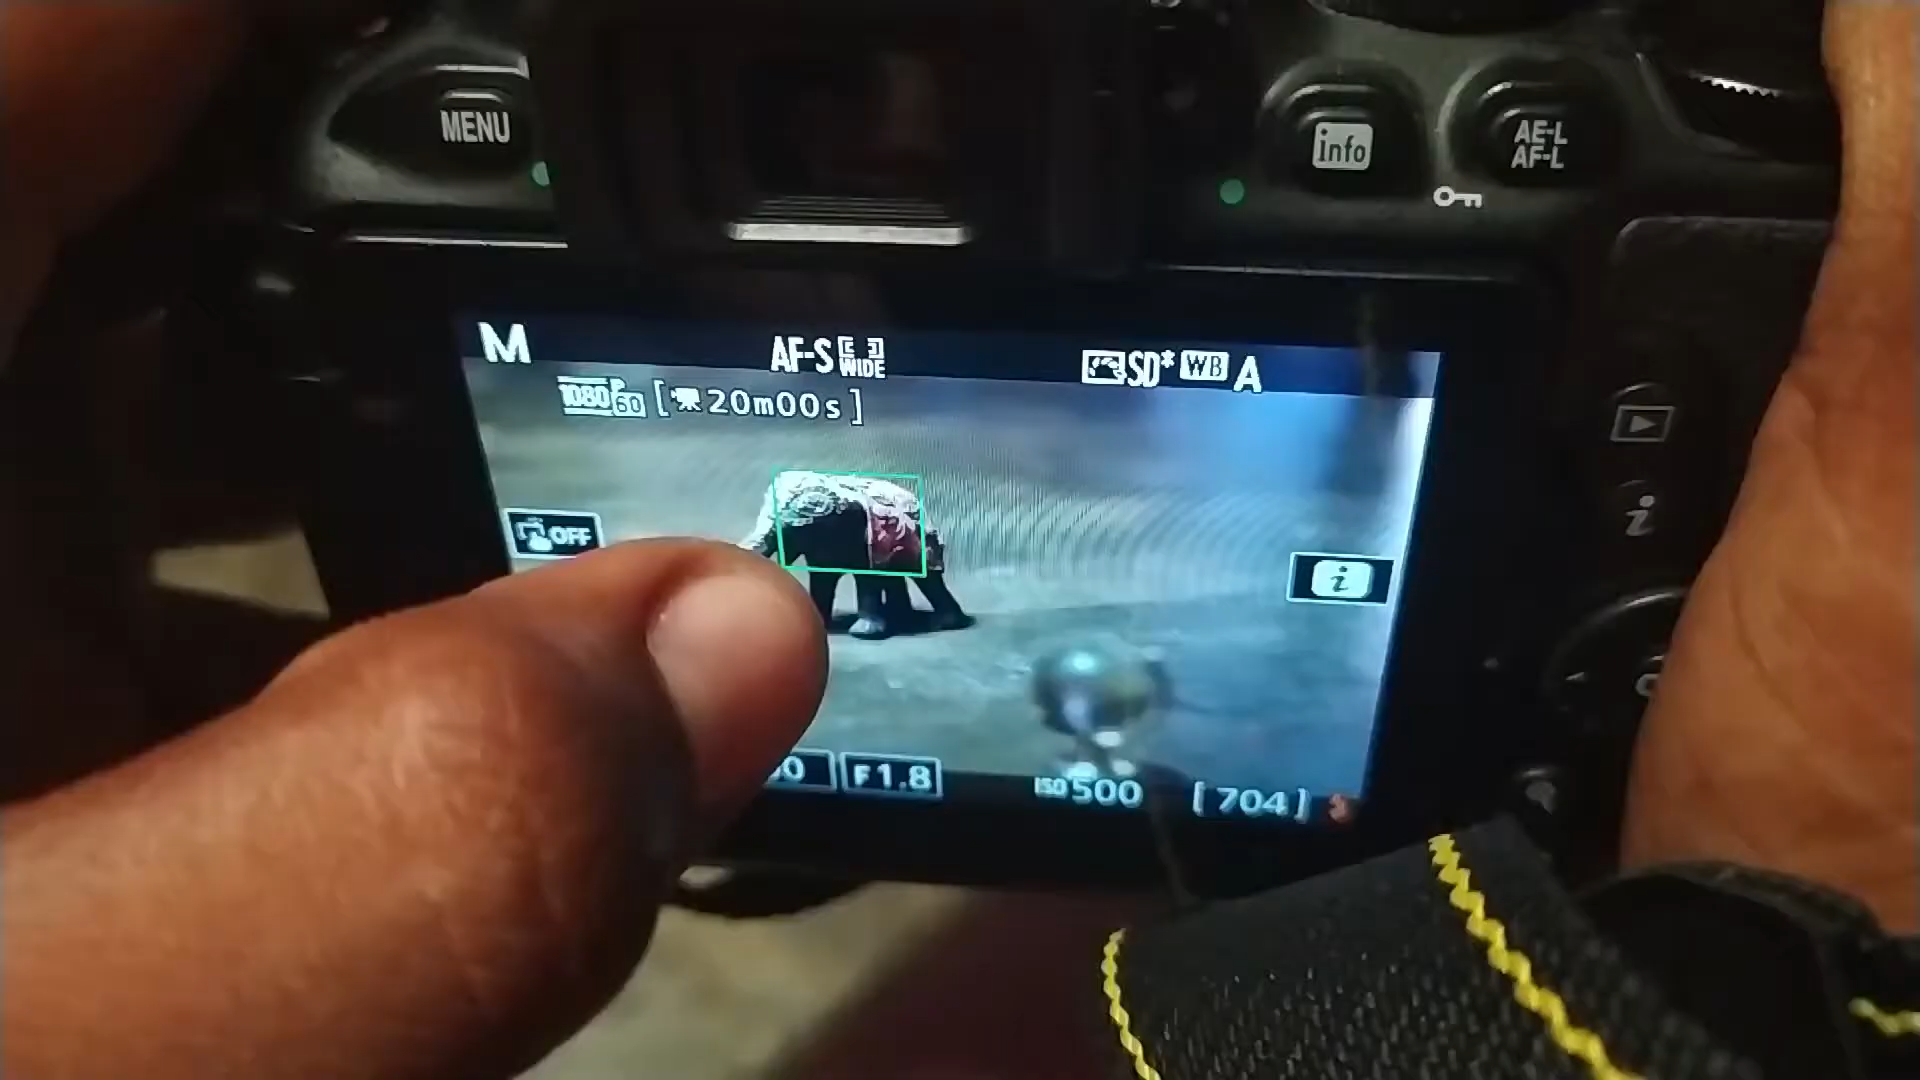 MENU
info
AE-L
AF-L
M
AF-S
WIDE
SD*
WB
A
1080 P 60 [20m00s]
OFF
i
i
F1.8
ISO 500
[704]